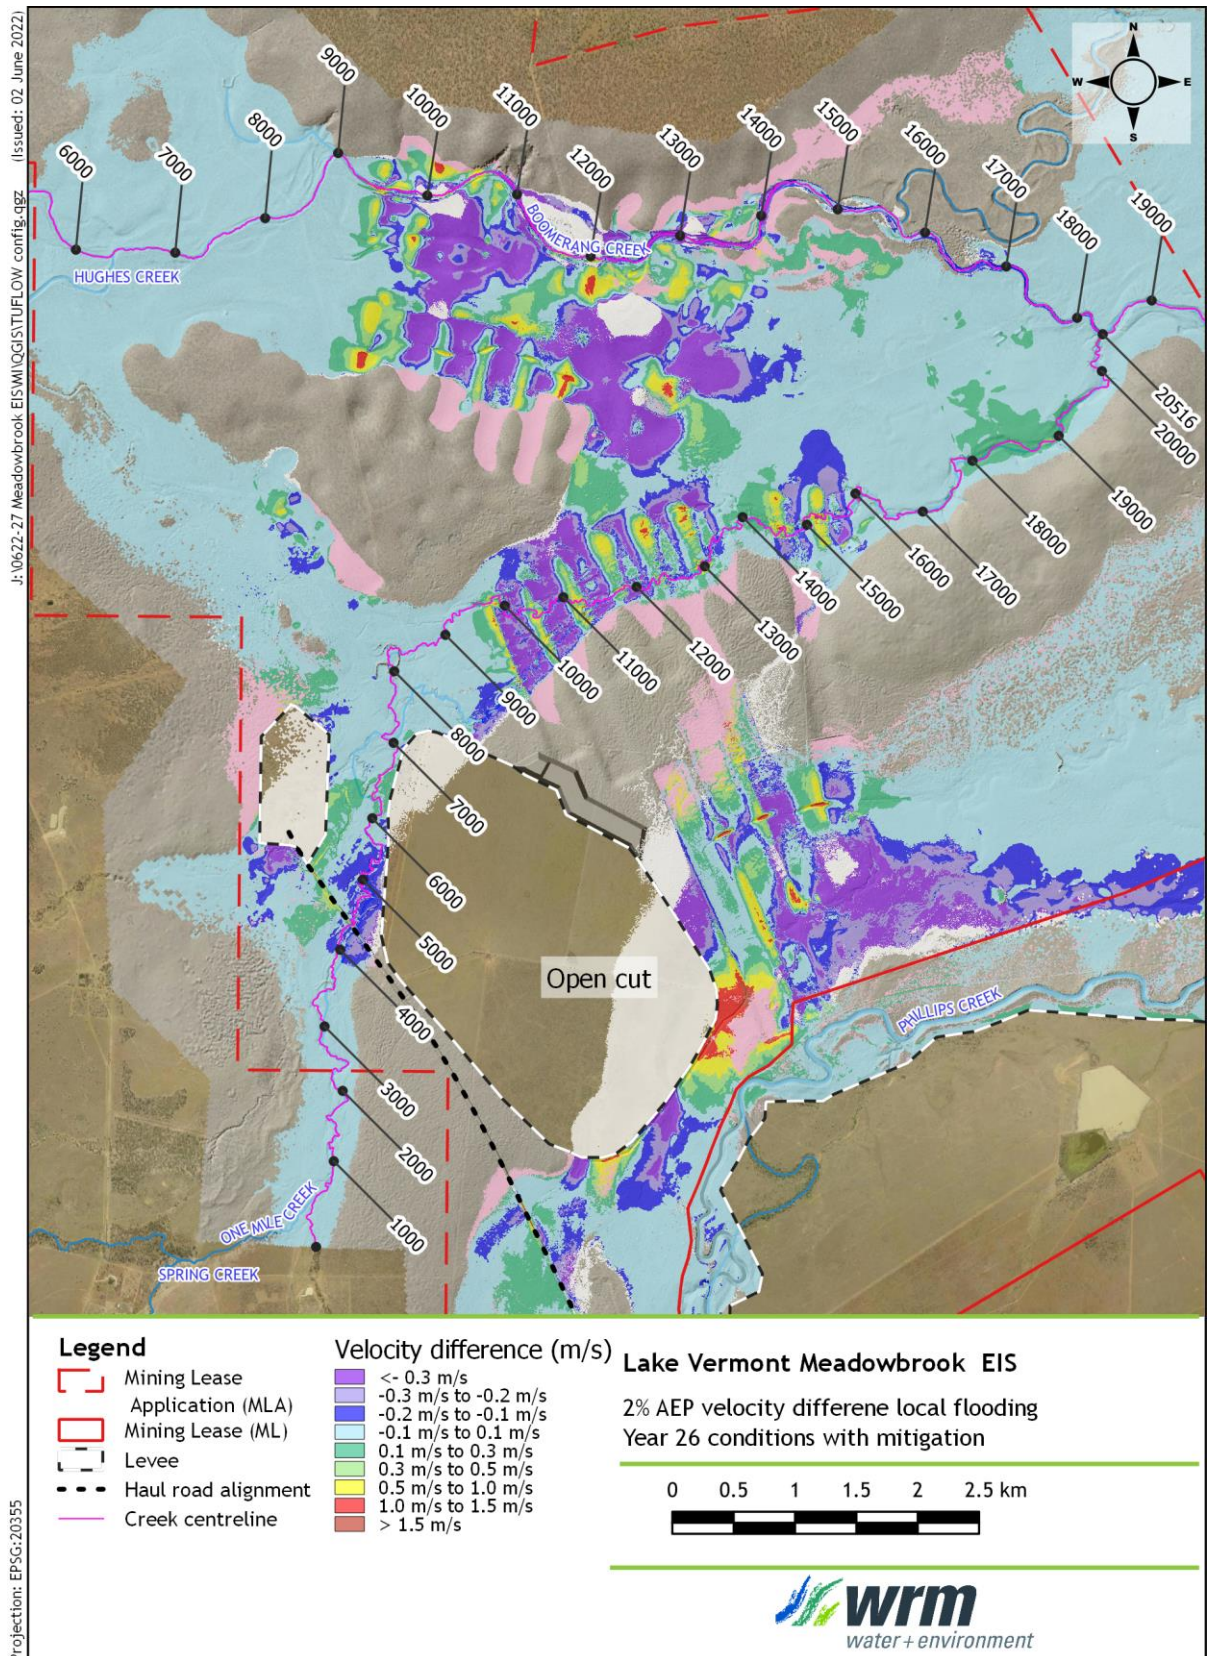 J:\0622-27 Meadowbrook EIS\WI\QGIS\TUFLOW config.qgz (Issued: 02 June 2022)
N
W E
S
9000
10000
11000
12000
13000
14000
15000
16000
17000
18000
19000
8000
7000
6000
BOOMERANG CREEK
HUGHES CREEK
20516
20000
19000
18000
17000
16000
15000
14000
13000
12000
11000
10000
9000
8000
7000
6000
5000
Open cut
4000
PHILLIPS CREEK
3000
2000
1000
ONE MILE CREEK
SPRING CREEK
Legend
Mining Lease
Application (MLA)
Mining Lease (ML)
Levee
Haul road alignment
Creek centreline
Velocity difference (m/s)
<- 0.3 m/s
-0.3 m/s to -0.2 m/s
-0.2 m/s to -0.1 m/s
-0.1 m/s to 0.1 m/s
0.1 m/s to 0.3 m/s
0.3 m/s to 0.5 m/s
0.5 m/s to 1.0 m/s
1.0 m/s to 1.5 m/s
> 1.5 m/s
Lake Vermont Meadowbrook EIS
2% AEP velocity differene local flooding
Year 26 conditions with mitigation
0 0.5 1 1.5 2 2.5 km
wrm
water + environment
Projection: EPSG:20355